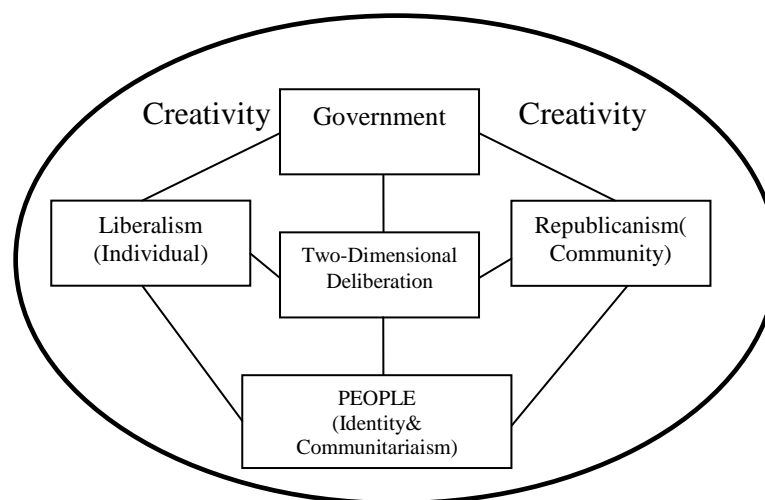 Creativity
Government
Creativity
Liberalism
(Individual)
Two-Dimensional
Deliberation
Republicanism(
Community)
PEOPLE
(Identity&
Communitariaism)